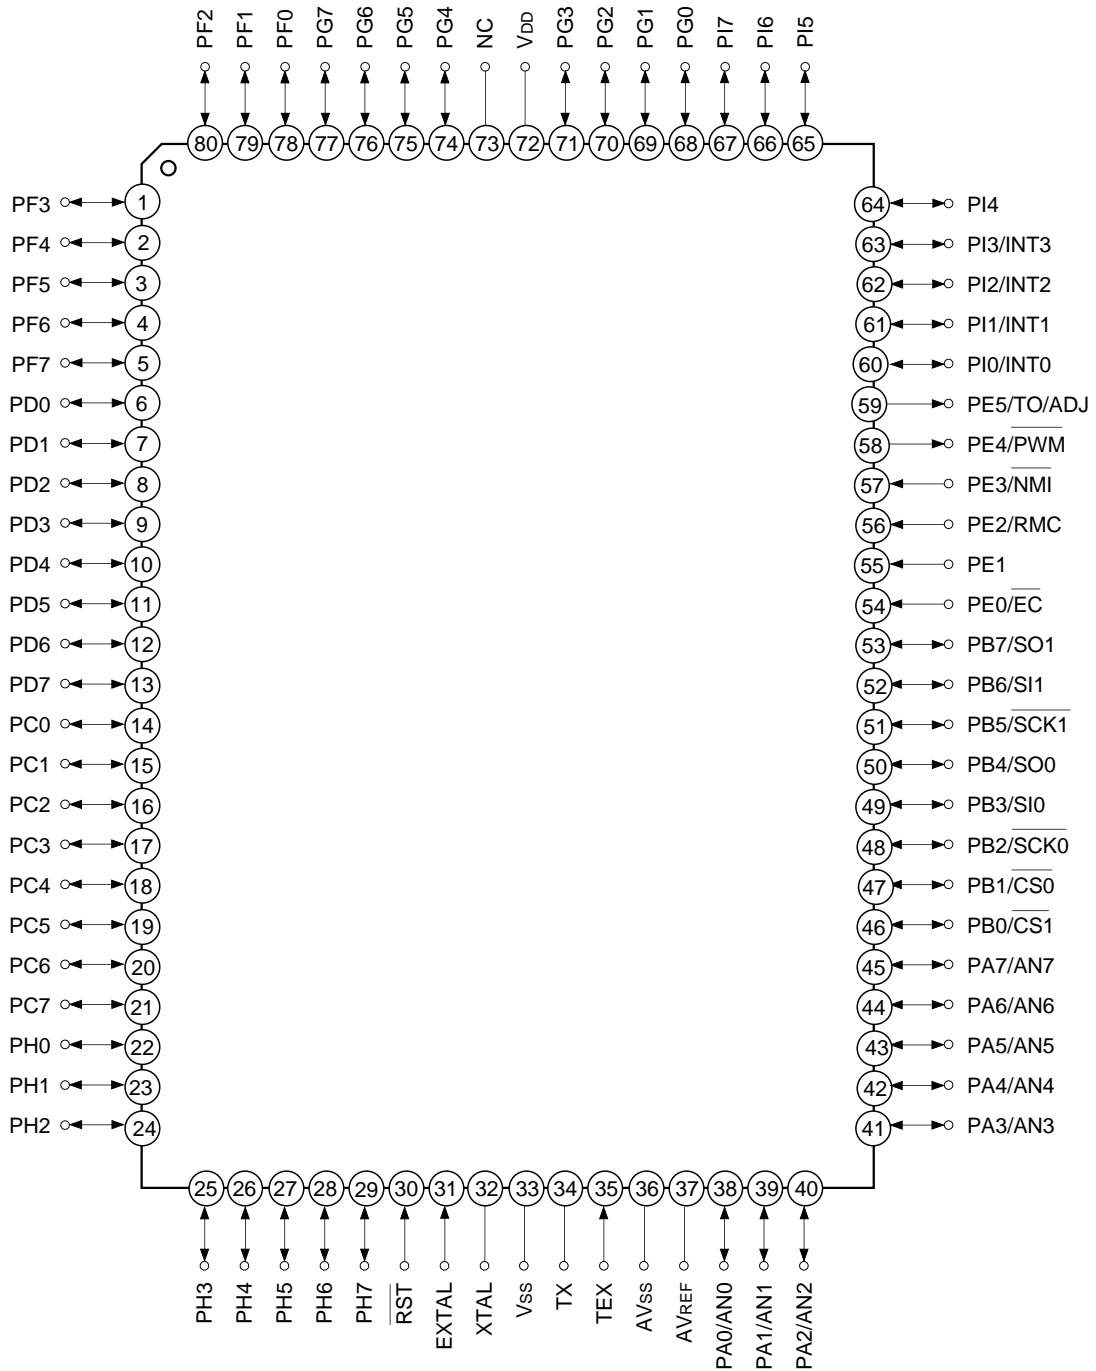 PF2 PF1 PF0 PG7 PG6 PG5 PG4 NC VDD PG3 PG2 PG1 PG0 PI7 PI6 PI5
80 79 78 77 76 75 74 73 72 71 70 69 68 67 66 65
PF3 1 64 PI4
PF4 2 63 PI3/INT3
PF5 3 62 PI2/INT2
PF6 4 61 PI1/INT1
PF7 5 60 PI0/INT0
PD0 6 59 PE5/TO/ADJ
PD1 7 58 PE4/P̅W̅M̅
PD2 8 57 PE3/N̅M̅I̅
PD3 9 56 PE2/RMC
PD4 10 55 PE1
PD5 11 54 PE0/E̅C̅
PD6 12 53 PB7/SO1
PD7 13 52 PB6/SI1
PC0 14 51 PB5/S̅C̅K̅1̅
PC1 15 50 PB4/SO0
PC2 16 49 PB3/SI0
PC3 17 48 PB2/S̅C̅K̅0̅
PC4 18 47 PB1/C̅S̅0̅
PC5 19 46 PB0/C̅S̅1̅
PC6 20 45 PA7/AN7
PC7 21 44 PA6/AN6
PH0 22 43 PA5/AN5
PH1 23 42 PA4/AN4
PH2 24 41 PA3/AN3
25 26 27 28 29 30 31 32 33 34 35 36 37 38 39 40
PH3 PH4 PH5 PH6 PH7 R̅S̅T̅ EXTAL XTAL Vss TX TEX AVss AVREF PA0/AN0 PA1/AN1 PA2/AN2